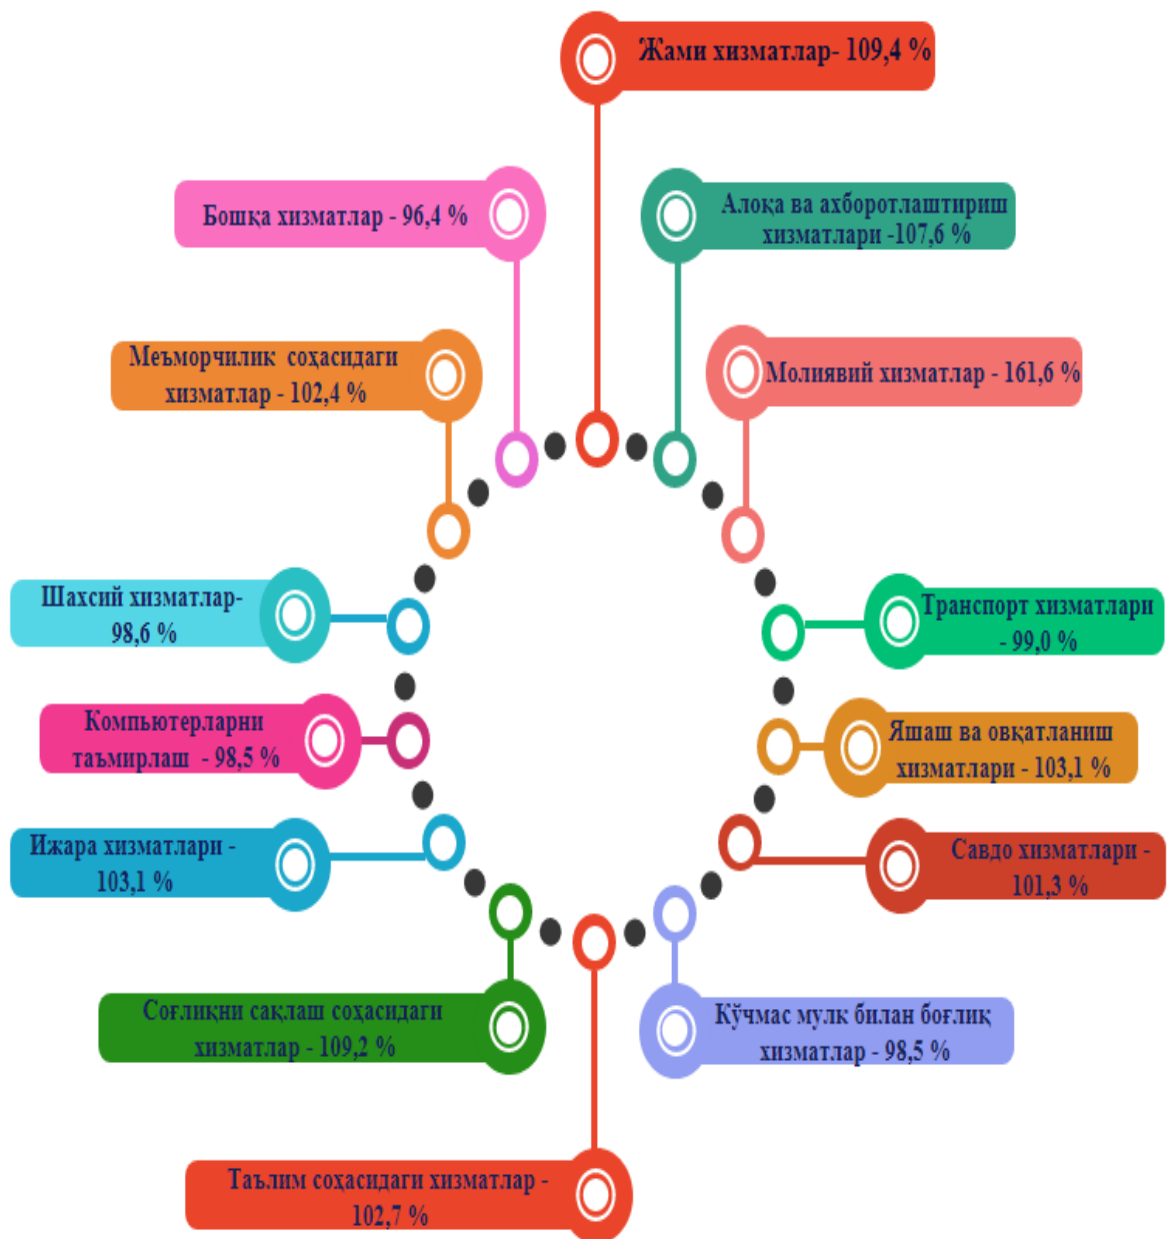 Жами хизматлар- 109,4 %
Бошқа хизматлар - 96,4 %
Алоқа ва ахборотлаштириш
хизматлари -107,6 %
Меъморчилик соҳасидаги
хизматлар - 102,4 %
Молиявий хизматлар - 161,6 %
Шахсий хизматлар-
98,6 %
Транспорт хизматлари
- 99,0 %
Компьютерларни
таъмирлаш - 98,5 %
Яшаш ва овқатланиш
хизматлари - 103,1 %
Ижара хизматлари -
103,1 %
Савдо хизматлари -
101,3 %
Соғлиқни сақлаш соҳасидаги
хизматлар - 109,2 %
Кўчмас мулк билан боғлиқ
хизматлар - 98,5 %
Таълим соҳасидаги хизматлар -
102,7 %